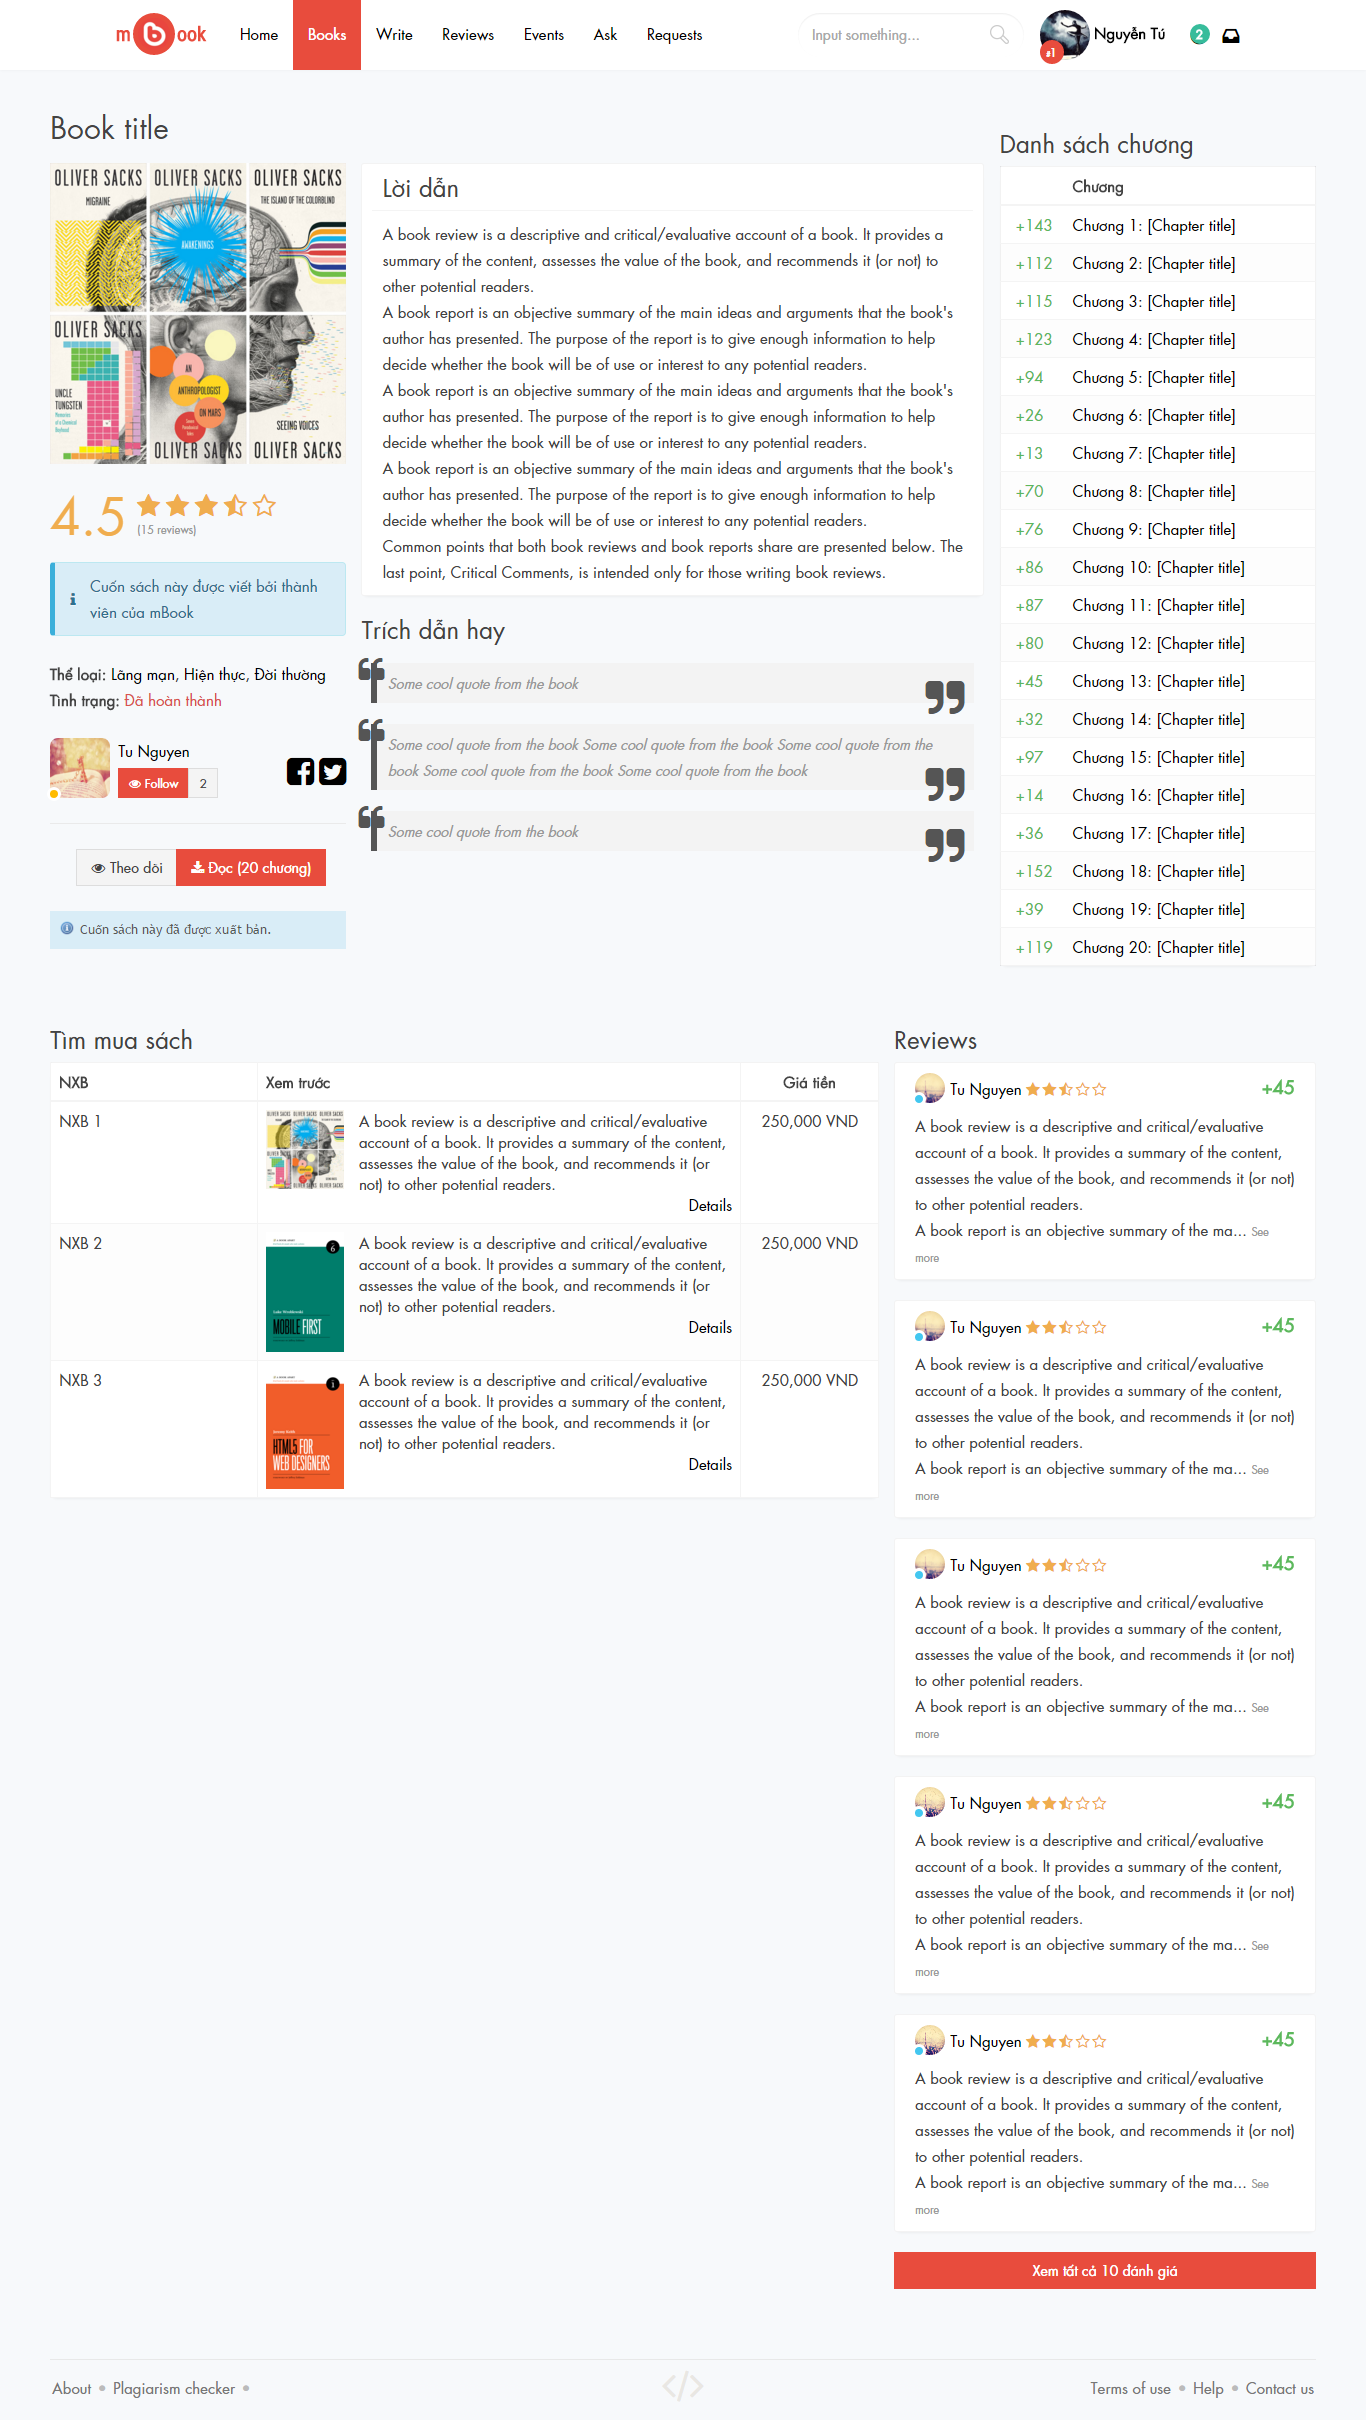 mbook
Home
Books
Write
Reviews
Events
Ask
Requests
Input something...
#1
Nguyễn Tú
2
Book title
OLIVER SACKS
MIGRAINE
OLIVER SACKS
AWAKENINGS
OLIVER SACKS
THE ISLAND OF THE COLORBLIND
OLIVER SACKS
UNCLE
TUNGSTEN
AN
ANTHROPOLOGIST
ON MARS
OLIVER SACKS
SEEING VOICES
OLIVER SACKS
4.5
(15 reviews)
Cuốn sách này được viết bởi thành
viên của mBook
Thể loại: Lãng mạn, Hiện thực, Đời thường
Tình trạng: Đã hoàn thành
Tu Nguyen
Follow 2
Theo dõi
Đọc (20 chương)
Cuốn sách này đã được xuất bản.
Lời dẫn
A book review is a descriptive and critical/evaluative account of a book. It provides a
summary of the content, assesses the value of the book, and recommends it (or not) to
other potential readers.
A book report is an objective summary of the main ideas and arguments that the book's
author has presented. The purpose of the report is to give enough information to help
decide whether the book will be of use or interest to any potential readers.
A book report is an objective summary of the main ideas and arguments that the book's
author has presented. The purpose of the report is to give enough information to help
decide whether the book will be of use or interest to any potential readers.
A book report is an objective summary of the main ideas and arguments that the book's
author has presented. The purpose of the report is to give enough information to help
decide whether the book will be of use or interest to any potential readers.
Common points that both book reviews and book reports share are presented below. The
last point, Critical Comments, is intended only for those writing book reviews.
Trích dẫn hay
Some cool quote from the book
Some cool quote from the book Some cool quote from the book Some cool quote from the
book Some cool quote from the book Some cool quote from the book
Some cool quote from the book
Danh sách chương
Chương
+143 Chương 1: [Chapter title]
+112 Chương 2: [Chapter title]
+115 Chương 3: [Chapter title]
+123 Chương 4: [Chapter title]
+94 Chương 5: [Chapter title]
+26 Chương 6: [Chapter title]
+13 Chương 7: [Chapter title]
+70 Chương 8: [Chapter title]
+76 Chương 9: [Chapter title]
+86 Chương 10: [Chapter title]
+87 Chương 11: [Chapter title]
+80 Chương 12: [Chapter title]
+45 Chương 13: [Chapter title]
+32 Chương 14: [Chapter title]
+97 Chương 15: [Chapter title]
+14 Chương 16: [Chapter title]
+36 Chương 17: [Chapter title]
+152 Chương 18: [Chapter title]
+39 Chương 19: [Chapter title]
+119 Chương 20: [Chapter title]
Tìm mua sách
NXB Xem trước Giá tiền
NXB 1
A book review is a descriptive and critical/evaluative
account of a book. It provides a summary of the content,
assesses the value of the book, and recommends it (or
not) to other potential readers.
Details
250,000 VND
NXB 2
6
MOBILE FIRST
A book review is a descriptive and critical/evaluative
account of a book. It provides a summary of the content,
assesses the value of the book, and recommends it (or
not) to other potential readers.
Details
250,000 VND
NXB 3
1
HTML5 FOR
WEB DESIGNERS
A book review is a descriptive and critical/evaluative
account of a book. It provides a summary of the content,
assesses the value of the book, and recommends it (or
not) to other potential readers.
Details
250,000 VND
Reviews
Tu Nguyen +45
A book review is a descriptive and critical/evaluative
account of a book. It provides a summary of the content,
assesses the value of the book, and recommends it (or not)
to other potential readers.
A book report is an objective summary of the ma... See
more
Tu Nguyen +45
A book review is a descriptive and critical/evaluative
account of a book. It provides a summary of the content,
assesses the value of the book, and recommends it (or not)
to other potential readers.
A book report is an objective summary of the ma... See
more
Tu Nguyen +45
A book review is a descriptive and critical/evaluative
account of a book. It provides a summary of the content,
assesses the value of the book, and recommends it (or not)
to other potential readers.
A book report is an objective summary of the ma... See
more
Tu Nguyen +45
A book review is a descriptive and critical/evaluative
account of a book. It provides a summary of the content,
assesses the value of the book, and recommends it (or not)
to other potential readers.
A book report is an objective summary of the ma... See
more
Tu Nguyen +45
A book review is a descriptive and critical/evaluative
account of a book. It provides a summary of the content,
assesses the value of the book, and recommends it (or not)
to other potential readers.
A book report is an objective summary of the ma... See
more
Xem tất cả 10 đánh giá
About • Plagiarism checker •
</>
Terms of use • Help • Contact us